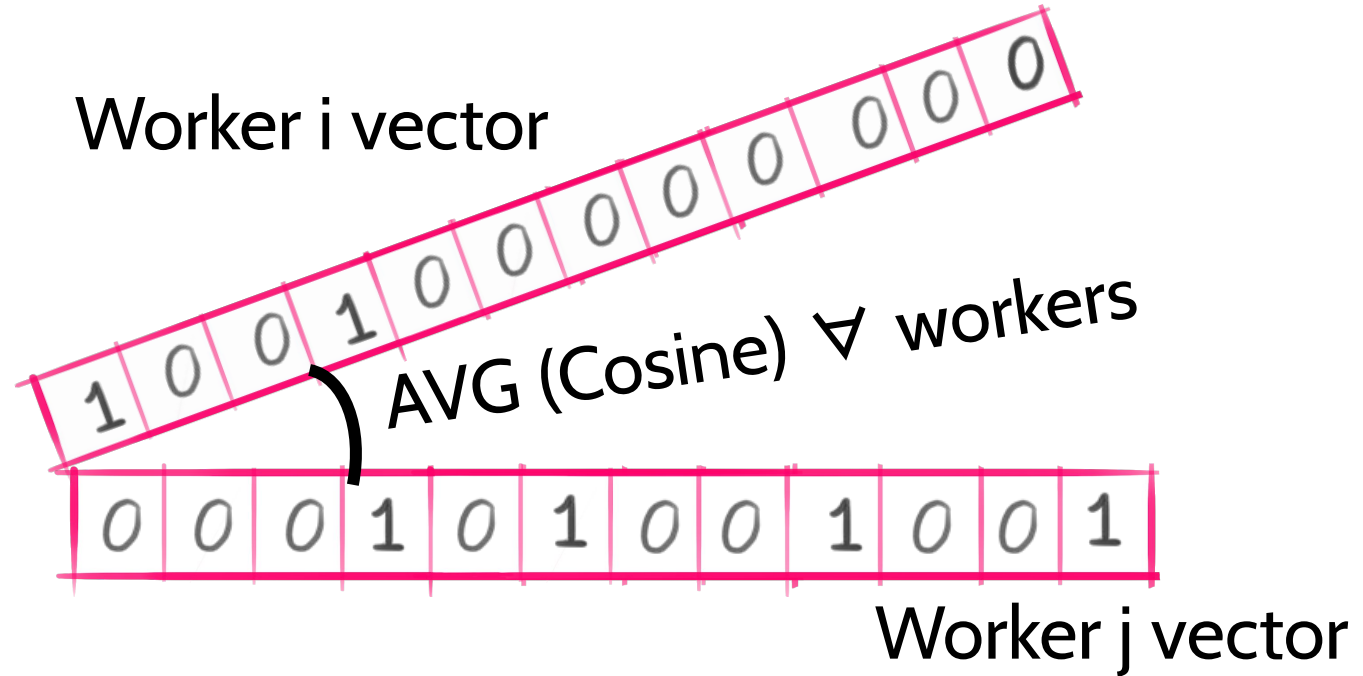 Worker i vector
1 0 0 1 0 0 0 0 0 0 0 0
AVG (Cosine) ∀ workers
0 0 0 1 0 1 0 0 1 0 0 1
Worker j vector